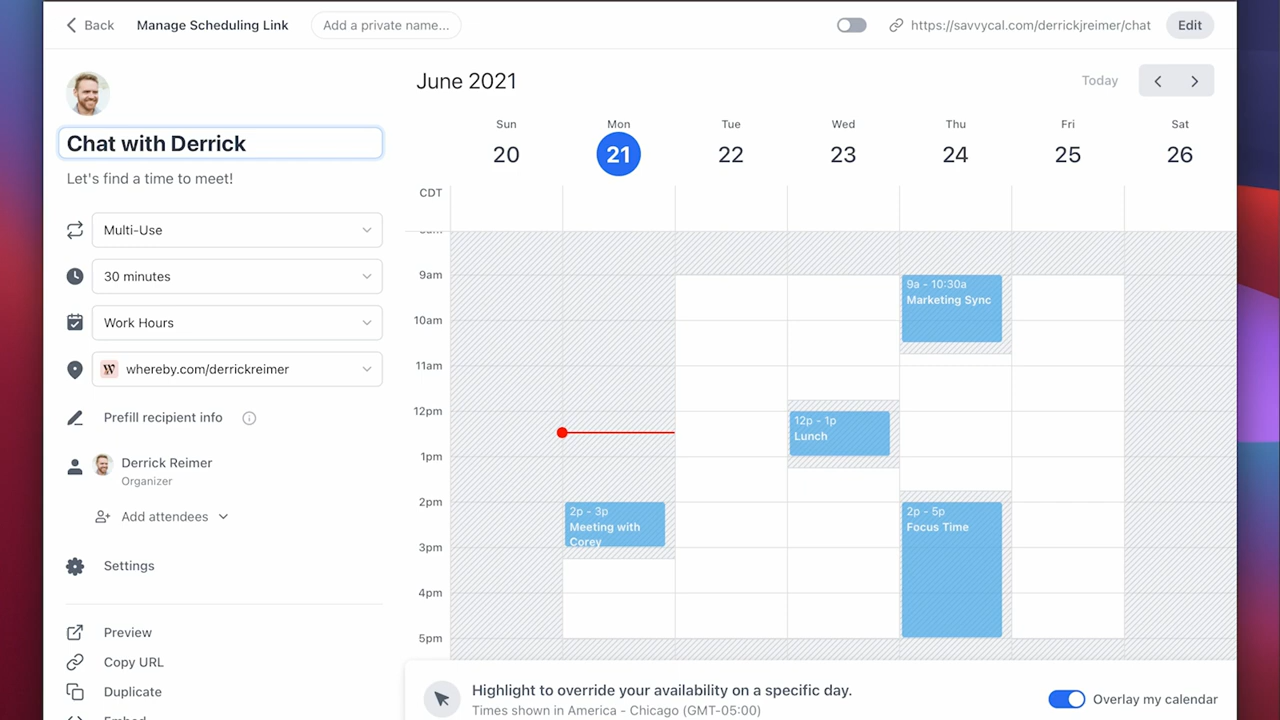 Back
Manage Scheduling Link
Add a private name...
https://savvycal.com/derrickjreimer/chat
Edit
Chat with Derrick
Let's find a time to meet!
Multi-Use
30 minutes
Work Hours
W whereby.com/derrickreimer
Prefill recipient info
Derrick Reimer
Organizer
Add attendees
Settings
Preview
Copy URL
Duplicate
June 2021
Today
Sun Mon Tue Wed Thu Fri Sat
20 21 22 23 24 25 26
CDT
9am
10am
11am
12pm
1pm
2pm
3pm
4pm
5pm
2p - 3p
Meeting with
Corey
12p - 1p
Lunch
9a - 10:30a
Marketing Sync
2p - 5p
Focus Time
Highlight to override your availability on a specific day.
Times shown in America - Chicago (GMT-05:00)
Overlay my calendar